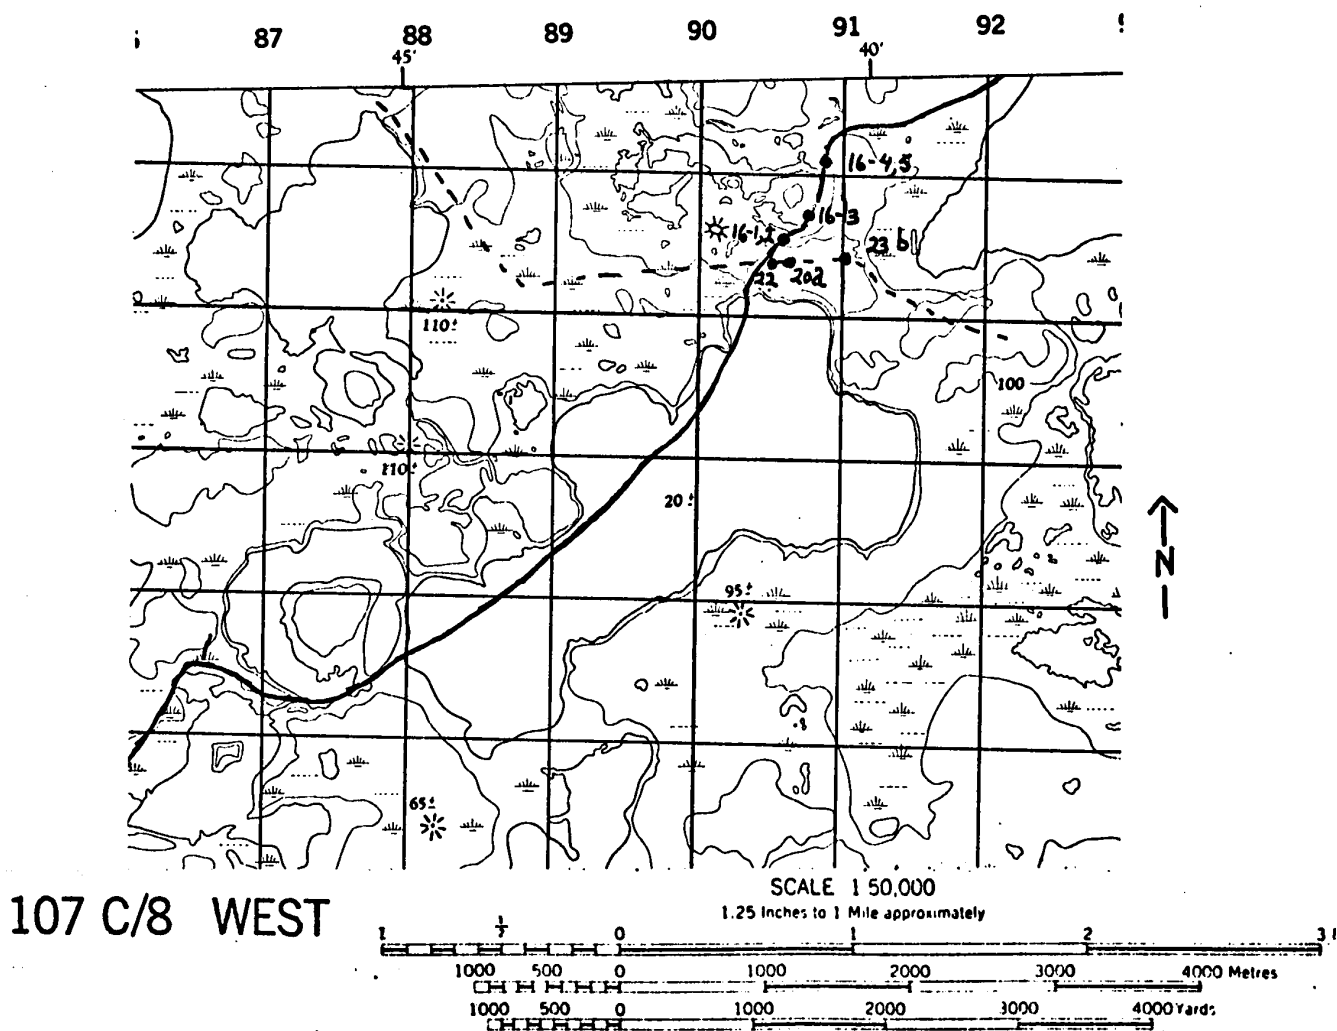 87 88 89 90 91 92
45' 40'
16-4,5
16-3
16-1,2
23 b1
22 20a
110±
100
110±
20±
95±
65±
N
SCALE 1 50,000
107 C/8 WEST
1.25 Inches to 1 Mile approximately
1 0 1 2 3
1000 500 0 1000 2000 3000 4000 Metres
1000 500 0 1000 2000 3000 4000 Yards